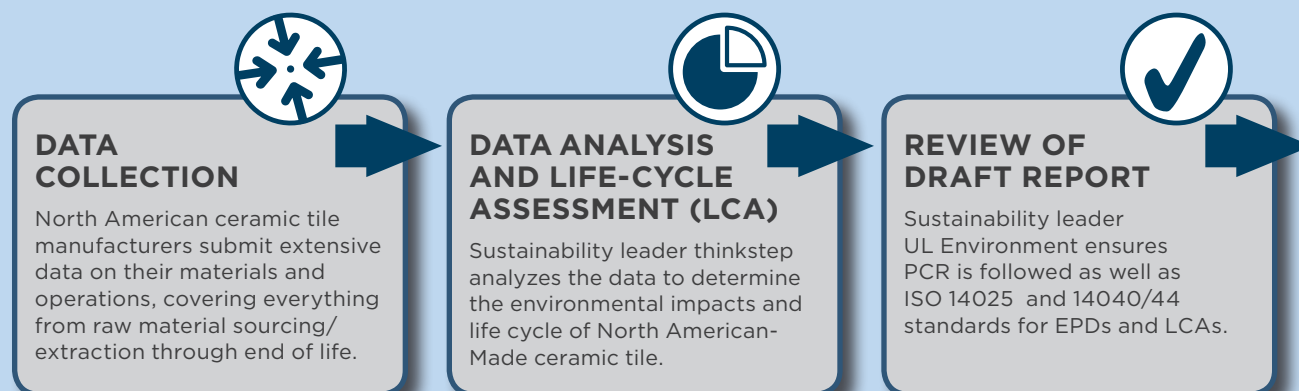 DATA
COLLECTION
North American ceramic tile
manufacturers submit extensive
data on their materials and
operations, covering everything
from raw material sourcing/
extraction through end of life.
DATA ANALYSIS
AND LIFE-CYCLE
ASSESSMENT (LCA)
Sustainability leader thinkstep
analyzes the data to determine
the environmental impacts and
life cycle of North American-
Made ceramic tile.
REVIEW OF
DRAFT REPORT
Sustainability leader
UL Environment ensures
PCR is followed as well as
ISO 14025 and 14040/44
standards for EPDs and LCAs.